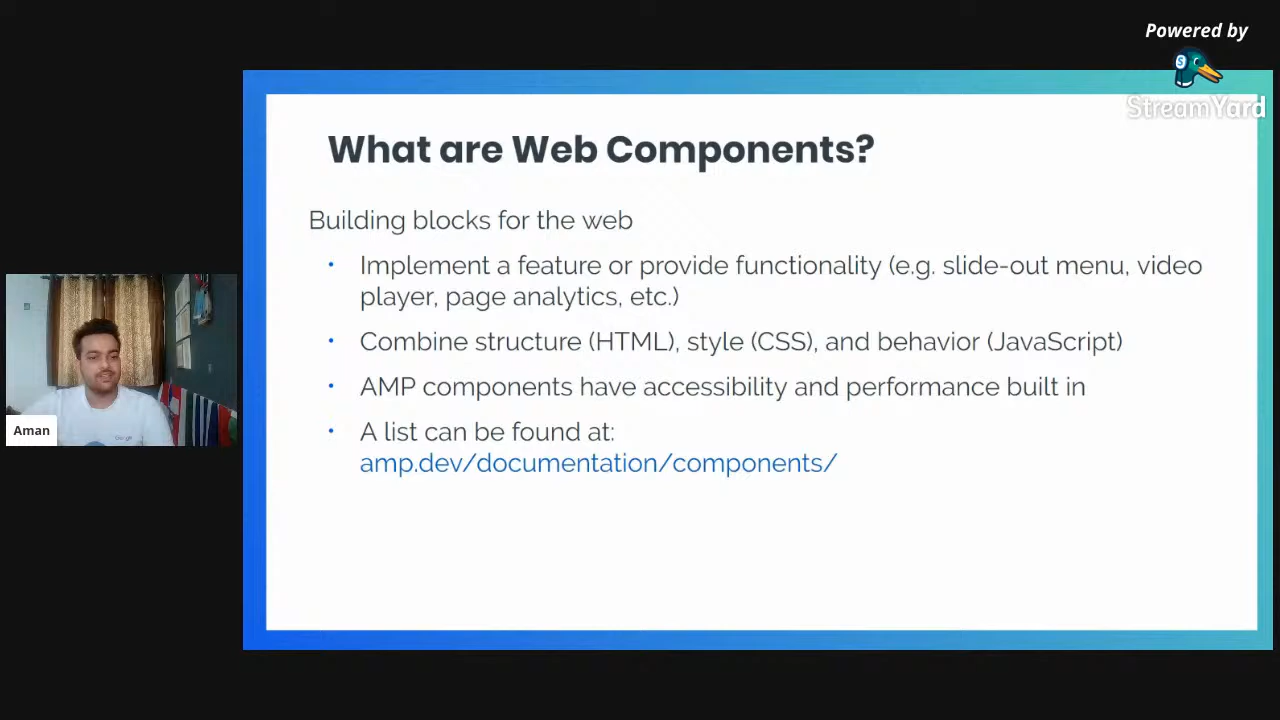 Powered by
StreamYard
What are Web Components?
Building blocks for the web
• Implement a feature or provide functionality (e.g. slide-out menu, video
player, page analytics, etc.)
• Combine structure (HTML), style (CSS), and behavior (JavaScript)
• AMP components have accessibility and performance built in
• A list can be found at:
amp.dev/documentation/components/
Aman